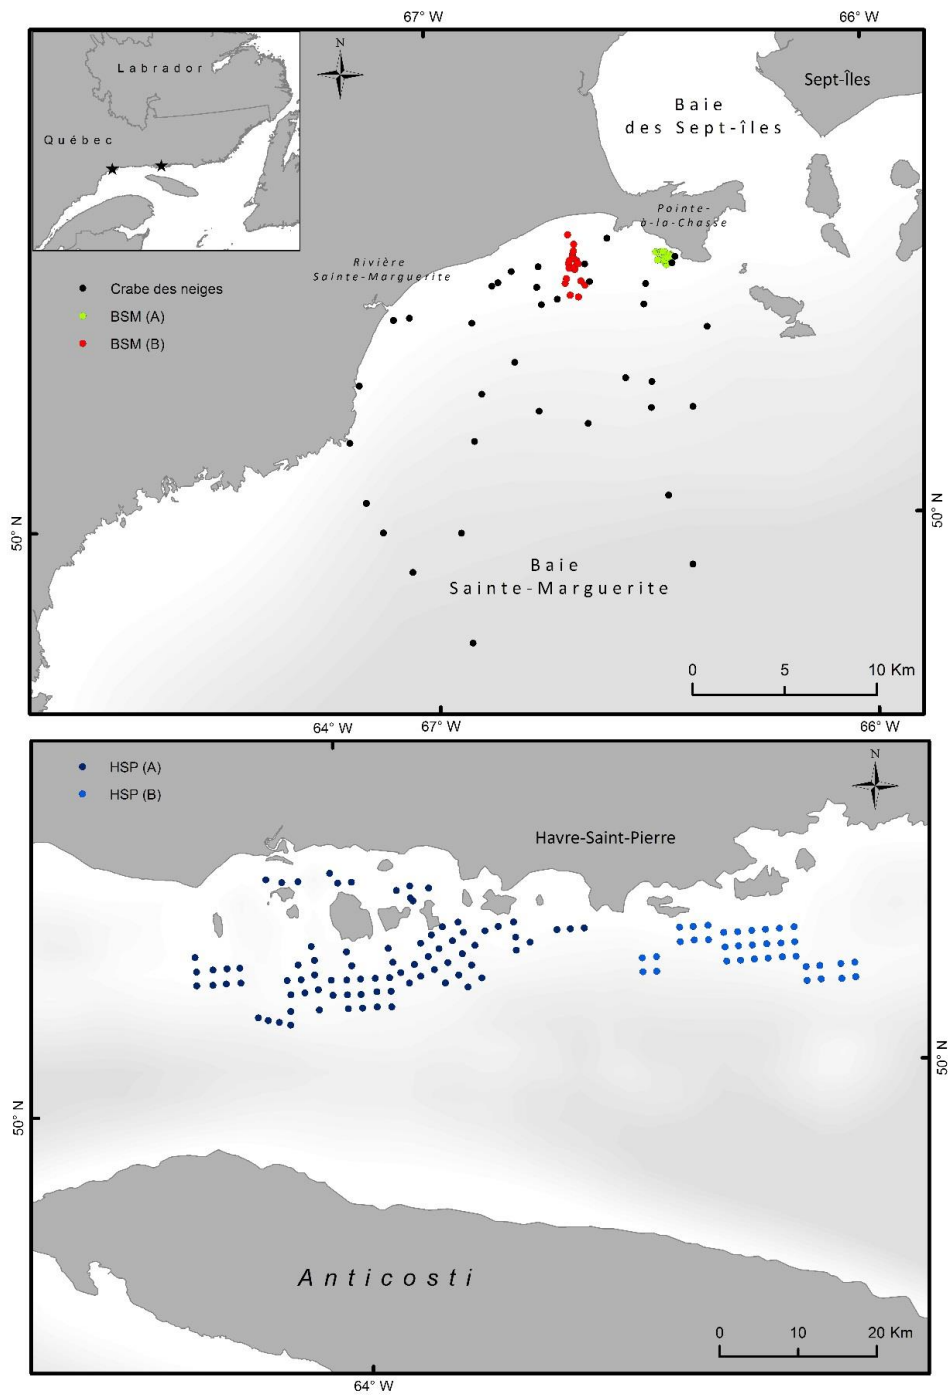 67° W
66° W
Labrador
Québec
N
Sept-Îles
Baie
des Sept-îles
Pointe-
à-la-Chasse
Rivière
Sainte-Marguerite
Crabe des neiges
BSM (A)
BSM (B)
50° N
50° N
Baie
Sainte-Marguerite
0 5 10 Km
64° W
67° W
66° W
HSP (A)
HSP (B)
N
Havre-Saint-Pierre
50° N
50° N
Anticosti
0 10 20 Km
64° W